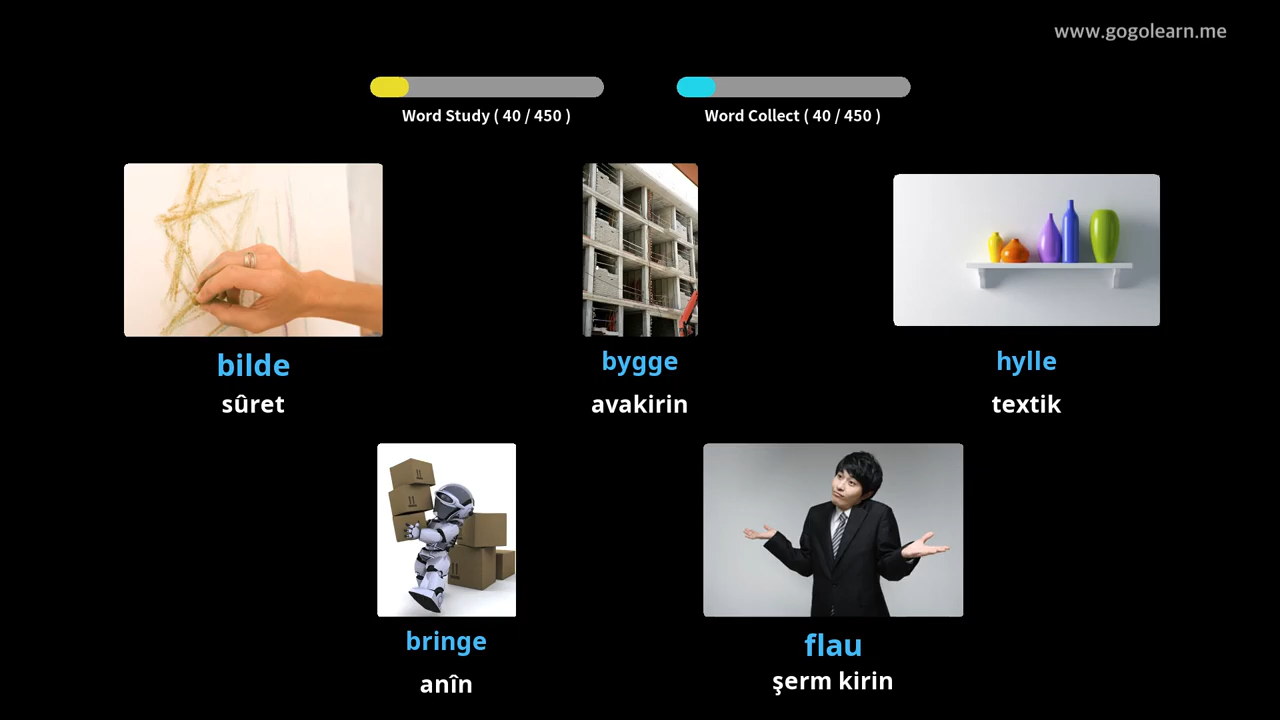 www.gogolearn.me
Word Study ( 40 / 450 )
Word Collect ( 40 / 450 )
bilde
sûret
bygge
avakirin
hylle
textik
bringe
anîn
flau
şerm kirin